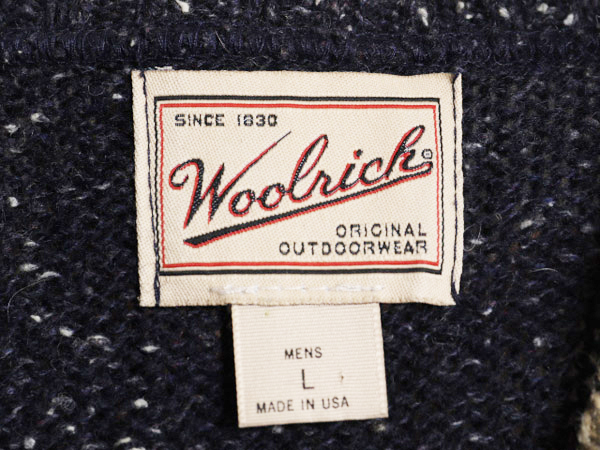 SINCE 1830
Woolrich®
ORIGINAL
OUTDOORWEAR
MENS
L
MADE IN USA